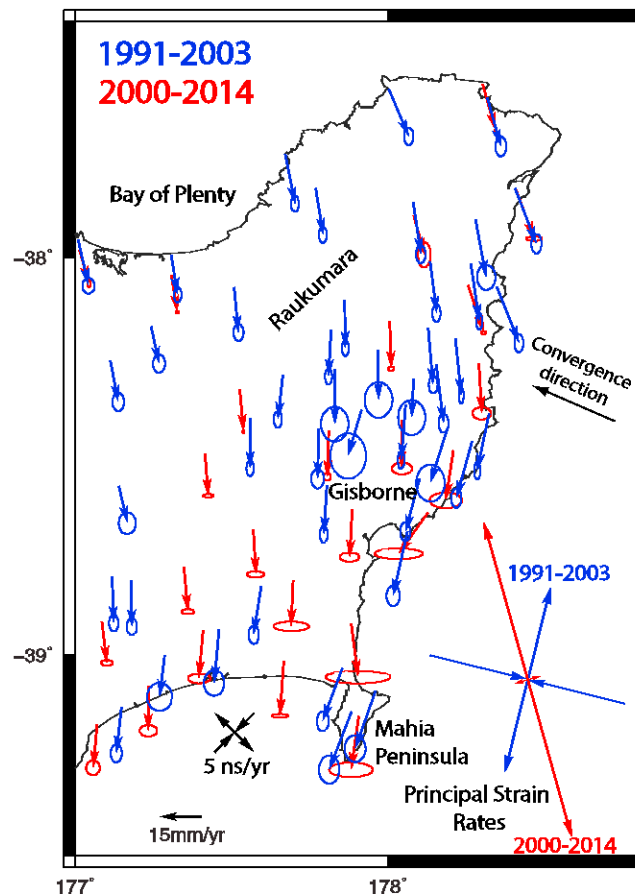 1991-2003
2000-2014
Bay of Plenty
-38°
Raukumara
Convergence
direction
Gisborne
1991-2003
-39°
Mahia
Peninsula
5 ns/yr
Principal Strain
Rates
15mm/yr
2000-2014
177°
178°